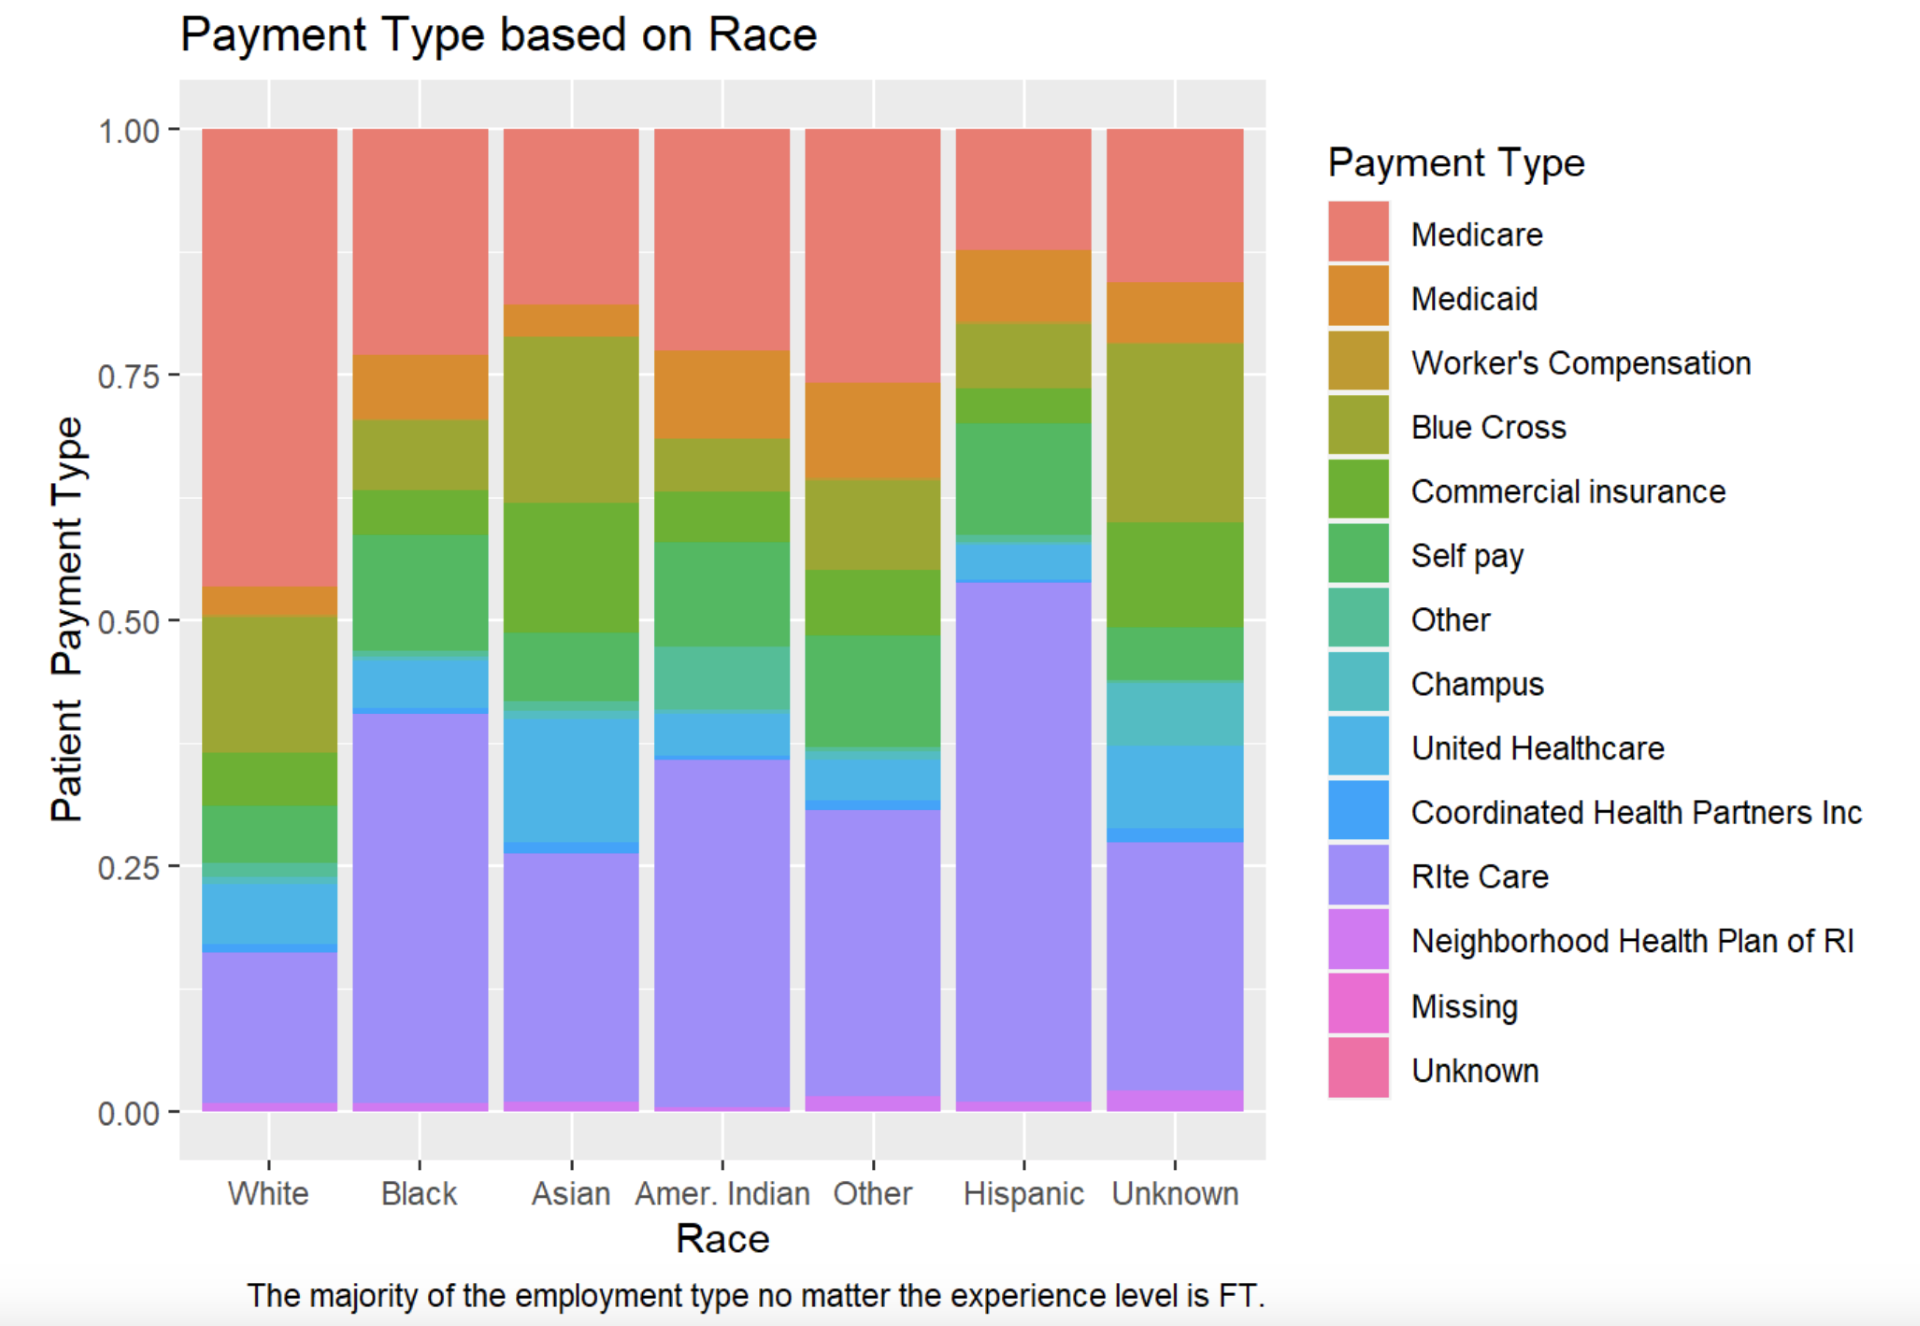 Payment Type based on Race
Patient  Payment Type
1.00
0.75
0.50
0.25
0.00
White
Black
Asian
Amer. Indian
Other
Hispanic
Unknown
Race
The majority of the employment type no matter the experience level is FT.
Payment Type
Medicare
Medicaid
Worker's Compensation
Blue Cross
Commercial insurance
Self pay
Other
Champus
United Healthcare
Coordinated Health Partners Inc
RIte Care
Neighborhood Health Plan of RI
Missing
Unknown